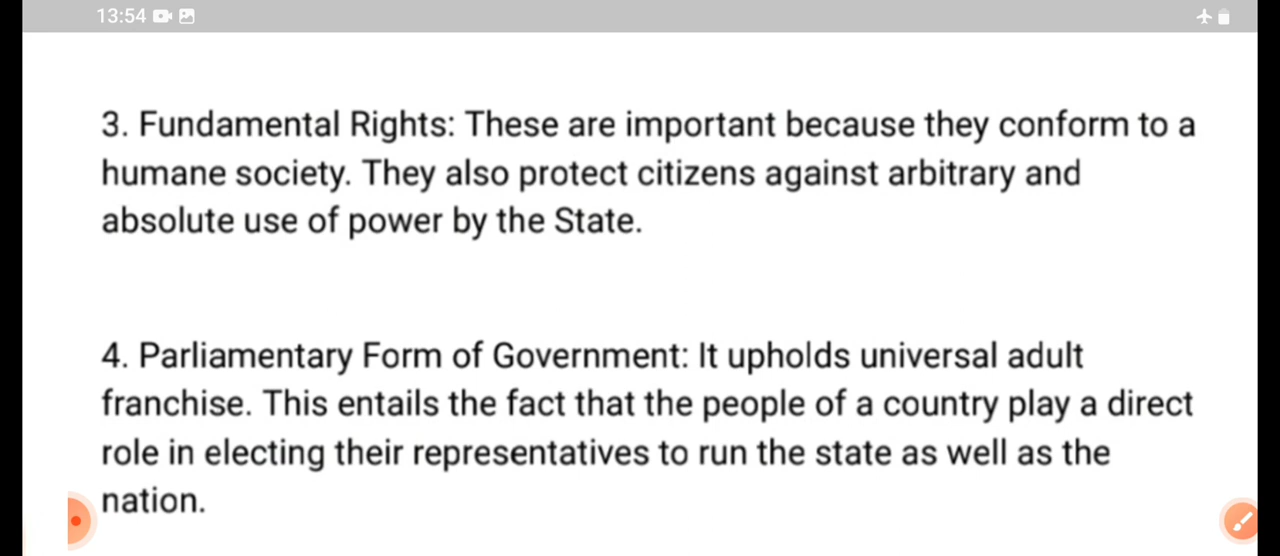 13:54
3. Fundamental Rights: These are important because they conform to a
humane society. They also protect citizens against arbitrary and
absolute use of power by the State.
4. Parliamentary Form of Government: It upholds universal adult
franchise. This entails the fact that the people of a country play a direct
role in electing their representatives to run the state as well as the
nation.